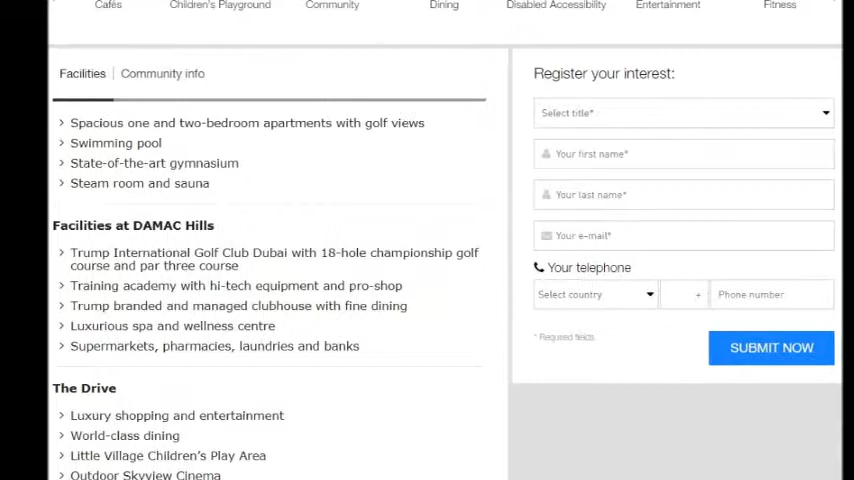 Cafés
Children's Playground
Community
Dining
Disabled Accessibility
Entertainment
Fitness
Facilities
Community info
Spacious one and two-bedroom apartments with golf views
Swimming pool
State-of-the-art gymnasium
Steam room and sauna
Facilities at DAMAC Hills
Trump International Golf Club Dubai with 18-hole championship golf
course and par three course
Training academy with hi-tech equipment and pro-shop
Trump branded and managed clubhouse with fine dining
Luxurious spa and wellness centre
Supermarkets, pharmacies, laundries and banks
The Drive
Luxury shopping and entertainment
World-class dining
Little Village Children's Play Area
Outdoor Skyview Cinema
Register your interest:
Select title*
Your first name*
Your last name*
Your e-mail*
Your telephone
Select country
+
Phone number
* Required fields
SUBMIT NOW